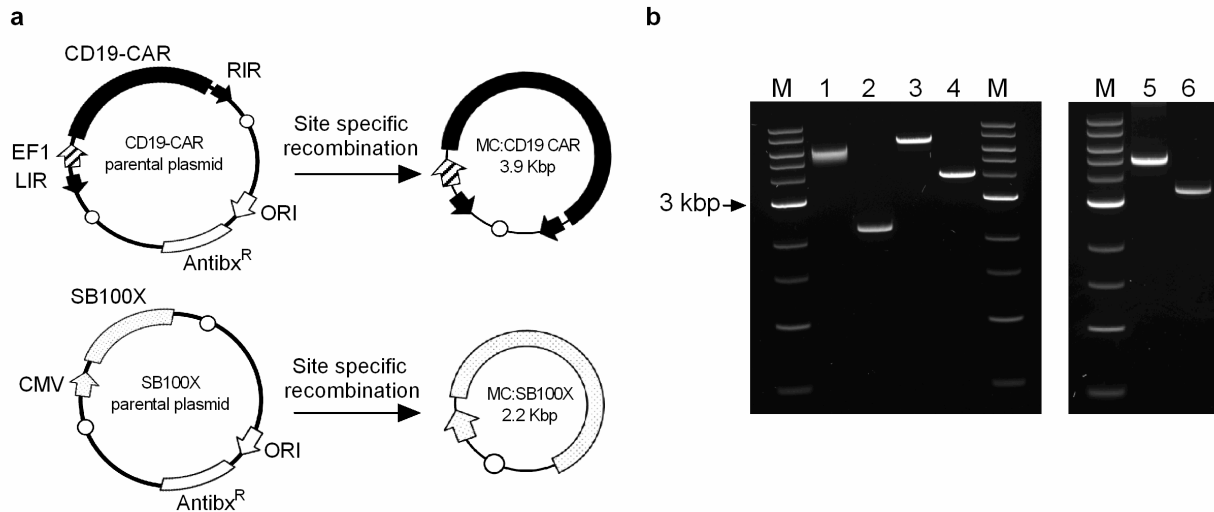 a
CD19-CAR
RIR
EF1
LIR
CD19-CAR
parental plasmid
ORI
Antibx^R
Site specific
recombination
MC:CD19 CAR
3.9 Kbp
SB100X
CMV
SB100X
parental plasmid
ORI
Antibx^R
Site specific
recombination
MC:SB100X
2.2 Kbp
b
M 1 2 3 4 M
M 5 6
3 kbp